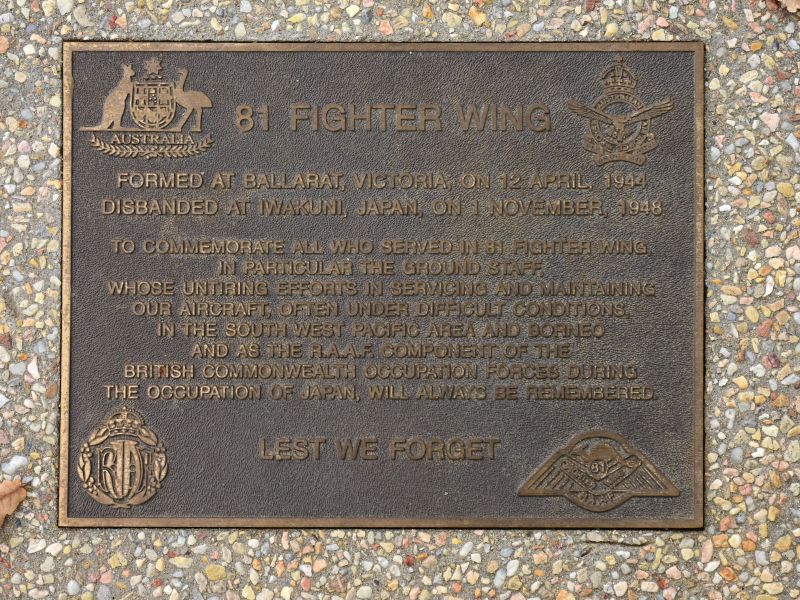 AUSTRALIA
81 FIGHTER WING
FORMED AT BALLARAT, VICTORIA, ON 12 APRIL, 1944
DISBANDED AT IWAKUNI, JAPAN, ON 1 NOVEMBER, 1948
TO COMMEMORATE ALL WHO SERVED IN 81 FIGHTER WING,
IN PARTICULAR THE GROUND STAFF
WHOSE UNTIRING EFFORTS IN SERVICING AND MAINTAINING
OUR AIRCRAFT, OFTEN UNDER DIFFICULT CONDITIONS,
IN THE SOUTH WEST PACIFIC AREA AND BORNEO
AND AS THE R.A.A.F. COMPONENT OF THE
BRITISH COMMONWEALTH OCCUPATION FORCES DURING
THE OCCUPATION OF JAPAN, WILL ALWAYS BE REMEMBERED.
LEST WE FORGET
81